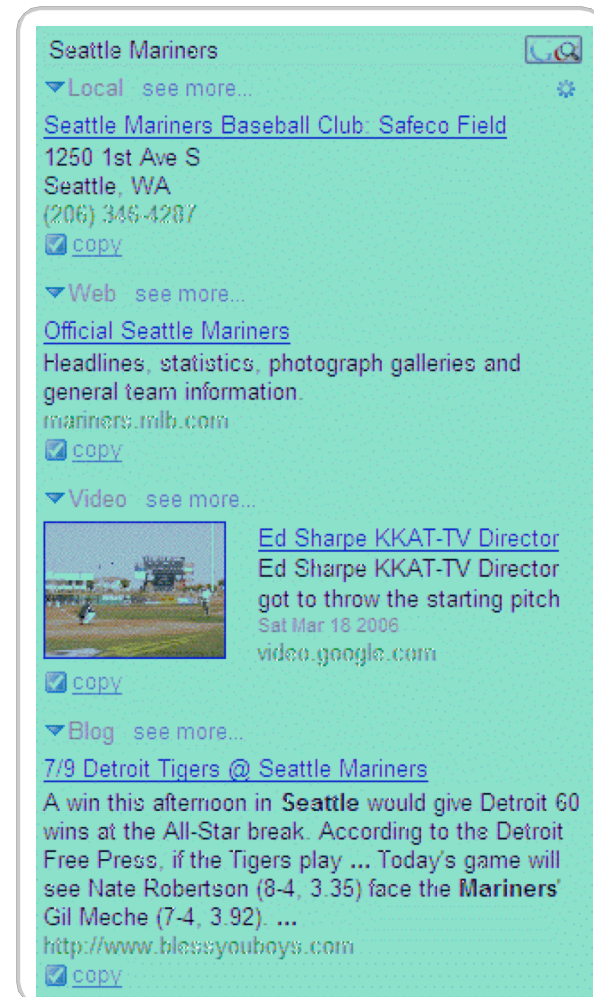 Seattle Mariners
Local see more...
Seattle Mariners Baseball Club: Safeco Field
1250 1st Ave S
Seattle, WA
(206) 346-4287
copy
Web see more...
Official Seattle Mariners
Headlines, statistics, photograph galleries and
general team information.
mariners.mlb.com
copy
Video see more...
Ed Sharpe KKAT-TV Director
Ed Sharpe KKAT-TV Director
got to throw the starting pitch
Sat Mar 18 2006
video.google.com
copy
Blog see more...
7/9 Detroit Tigers @ Seattle Mariners
A win this afternoon in Seattle would give Detroit 60
wins at the All-Star break. According to the Detroit
Free Press, if the Tigers play ... Today's game will
see Nate Robertson (8-4, 3.35) face the Mariners'
Gil Meche (7-4, 3.92). ...
http://www.blessyouboys.com
copy